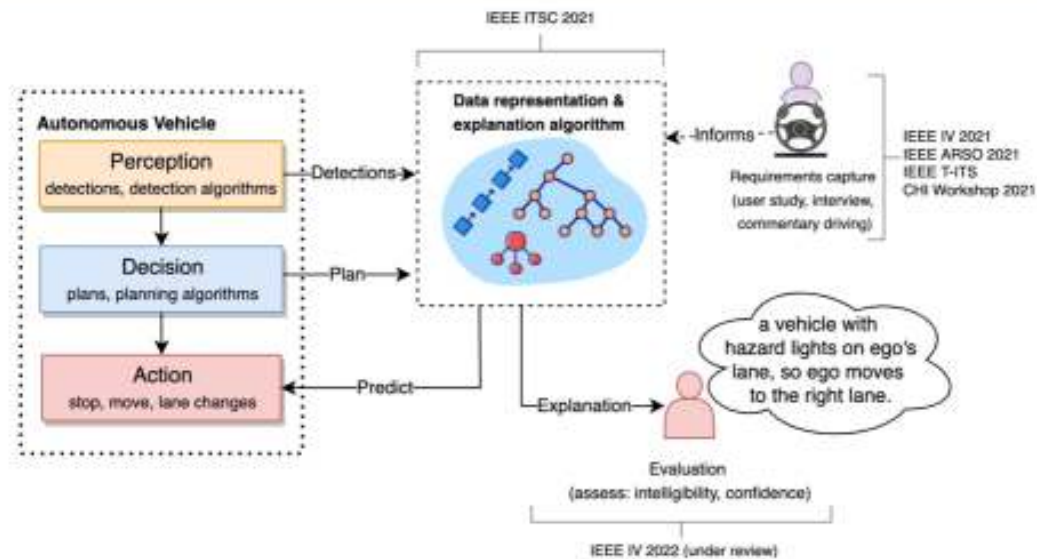 IEEE ITSC 2021
Data representation &
explanation algorithm
Autonomous Vehicle
Perception
detections, detection algorithms
Detections
Informs
Requirements capture
(user study, interview,
commentary driving)
IEEE IV 2021
IEEE ARSO 2021
IEEE T-ITS
CHI Workshop 2021
Decision
plans, planning algorithms
Plan
Action
stop, move, lane changes
Predict
Explanation
a vehicle with
hazard lights on ego's
lane, so ego moves
to the right lane.
Evaluation
(assess: intelligibility, confidence)
IEEE IV 2022 (under review)